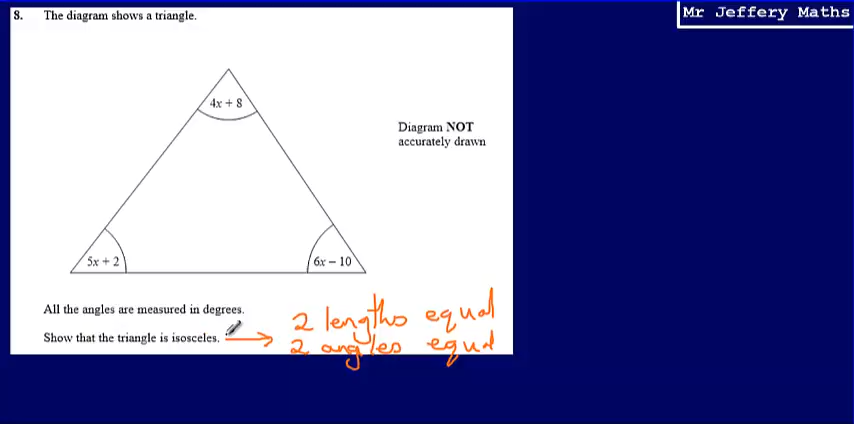 Mr Jeffery Maths
8. The diagram shows a triangle.
4x + 8
Diagram NOT
accurately drawn
5x + 2
6x – 10
All the angles are measured in degrees.
Show that the triangle is isosceles.
2 lengths equal
2 angles equal